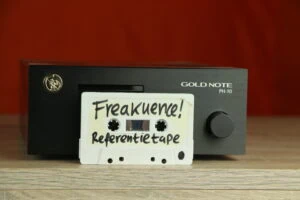 GOLD NOTE
PH-10
Freakuence!
Referentietape